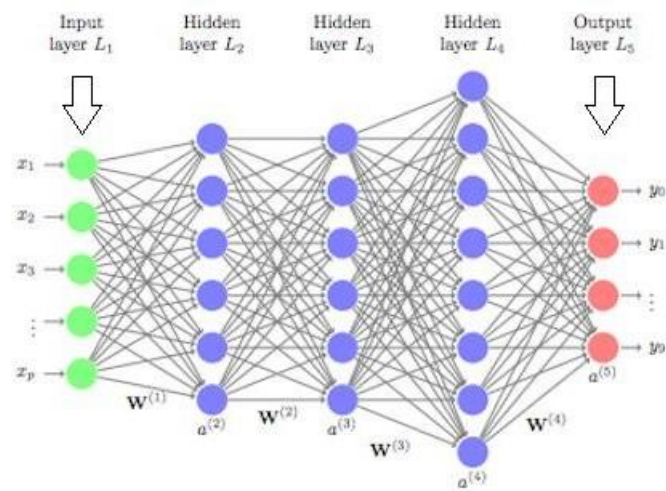 Input
layer L₁
Hidden
layer L₂
Hidden
layer L₃
Hidden
layer L₄
Output
layer L₅
x₁
x₂
x₃
⋮
xₚ
W⁽¹⁾
a⁽²⁾
W⁽²⁾
a⁽³⁾
W⁽³⁾
a⁽⁴⁾
W⁽⁴⁾
a⁽⁵⁾
y₀
y₁
⋮
y₉